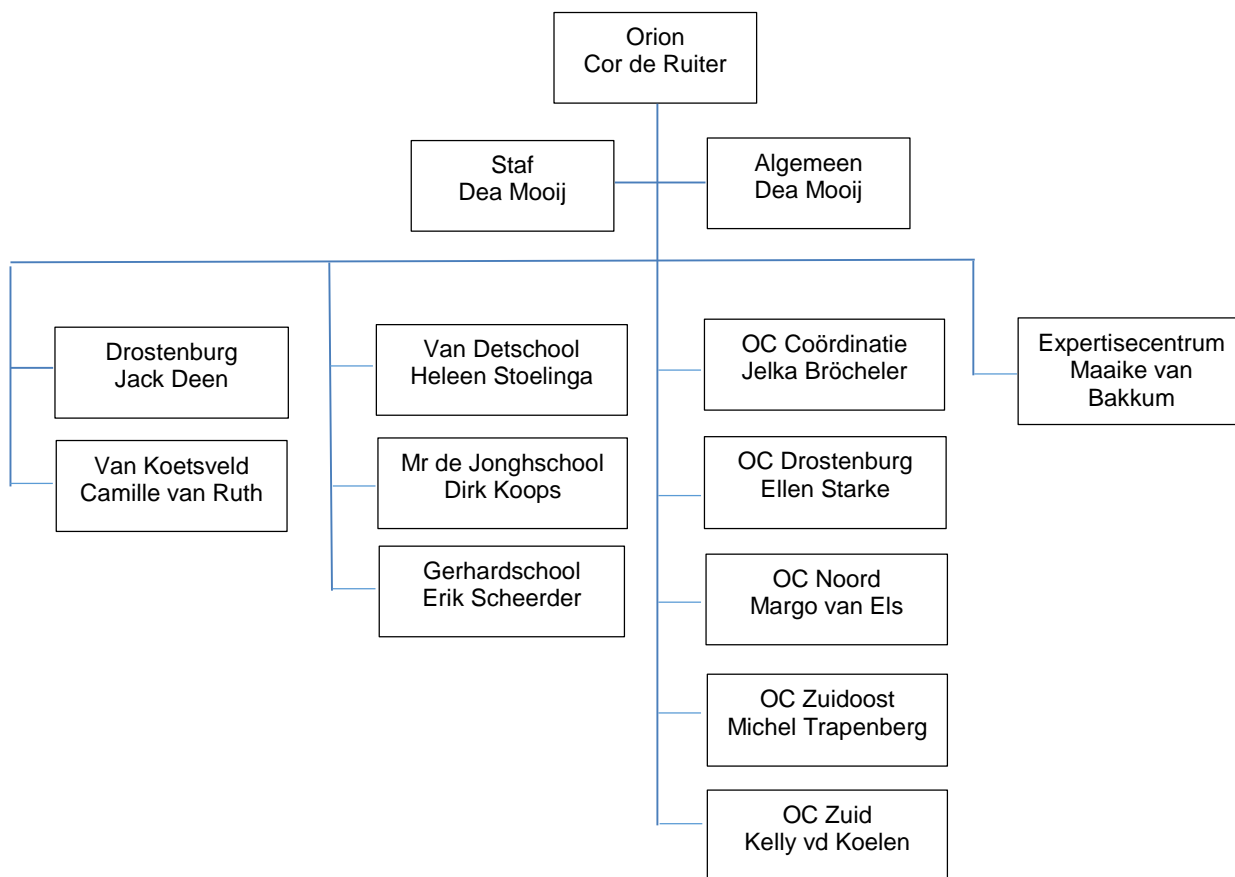 Orion
Cor de Ruiter
Staf
Dea Mooij
Algemeen
Dea Mooij
Drostenburg
Jack Deen
Van Koetsveld
Camille van Ruth
Van Detschool
Heleen Stoelinga
Mr de Jonghschool
Dirk Koops
Gerhardschool
Erik Scheerder
OC Coördinatie
Jelka Bröcheler
OC Drostenburg
Ellen Starke
OC Noord
Margo van Els
OC Zuidoost
Michel Trapenberg
OC Zuid
Kelly vd Koelen
Expertisecentrum
Maaike van
Bakkum